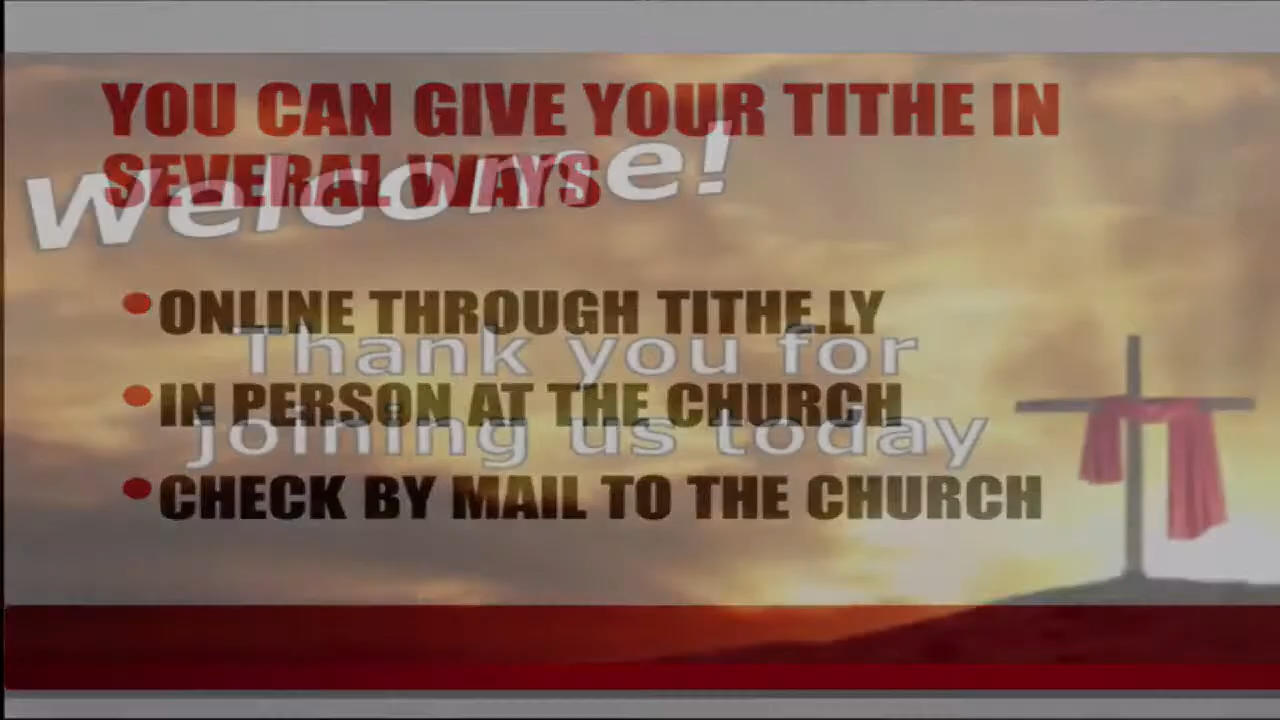 YOU CAN GIVE YOUR TITHE IN
SEVERAL WAYS
Welcome!
•ONLINE THROUGH TITHE.LY
Thank you for
•IN PERSON AT THE CHURCH
joining us today
•CHECK BY MAIL TO THE CHURCH